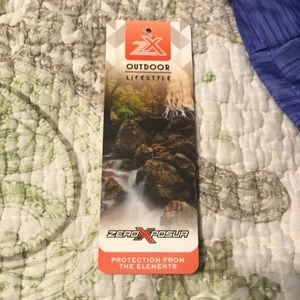 ZX
OUTDOOR
LIFESTYLE
ZEROXPOSUR
PROTECTION FROM
THE ELEMENTS